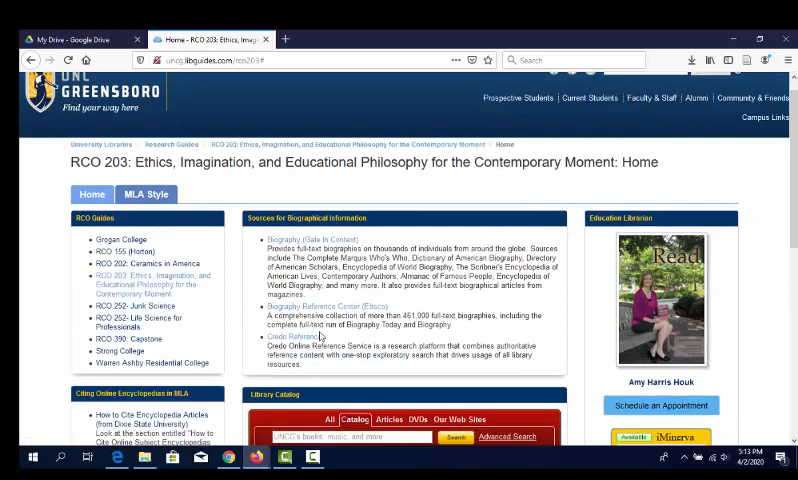 My Drive - Google Drive
Home - RCO 203: Ethics, Imag
uncg.libguides.com/rco203#
Search
UNC
GREENSBORO
Find your way here
Prospective Students | Current Students | Faculty & Staff | Alumni | Community & Friends
Campus Links
University Libraries / Research Guides / RCO 203: Ethics, Imagination, and Educational Philosophy for the Contemporary Moment / Home
RCO 203: Ethics, Imagination, and Educational Philosophy for the Contemporary Moment: Home
Home
MLA Style
RCO Guides
Grogan College
RCO 155 (Horton)
RCO 202: Ceramics in America
RCO 203: Ethics, Imagination, and
Educational Philosophy for the
Contemporary Moment
RCO 252- Junk Science
RCO 252- Life Science for
Professionals
RCO 390: Capstone
Strong College
Warren Ashby Residential College
Citing Online Encyclopedias in MLA
How to Cite Encyclopedia Articles
(from Dixie State University)
Look at the section entitled "How to
Cite Online Subject Encyclopedias
Sources for Biographical Information
Biography (Gale In Context)
Provides full-text biographies on thousands of individuals from around the globe. Sources
include The Complete Marquis Who's Who, Dictionary of American Biography, Directory
of American Scholars, Encyclopedia of World Biography, The Scribner's Encyclopedia of
American Lives, Contemporary Authors, Almanac of Famous People, Encyclopedia of
World Biography, and many more. It also provides full-text biographical articles from
magazines.
Biography Reference Center (Ebsco)
A comprehensive collection of more than 461,000 full-text biographies, including the
complete full-text run of Biography Today and Biography.
Credo Reference
Credo Online Reference Service is a research platform that combines authoritative
reference content with one-stop exploratory search that drives usage of all library
resources.
Library Catalog
All Catalog Articles DVDs Our Web Sites
UNCG's books, music, and more
Search
Advanced Search
Education Librarian
Read
Amy Harris Houk
Schedule an Appointment
Available iMinerva
5:13 PM
4/2/2020